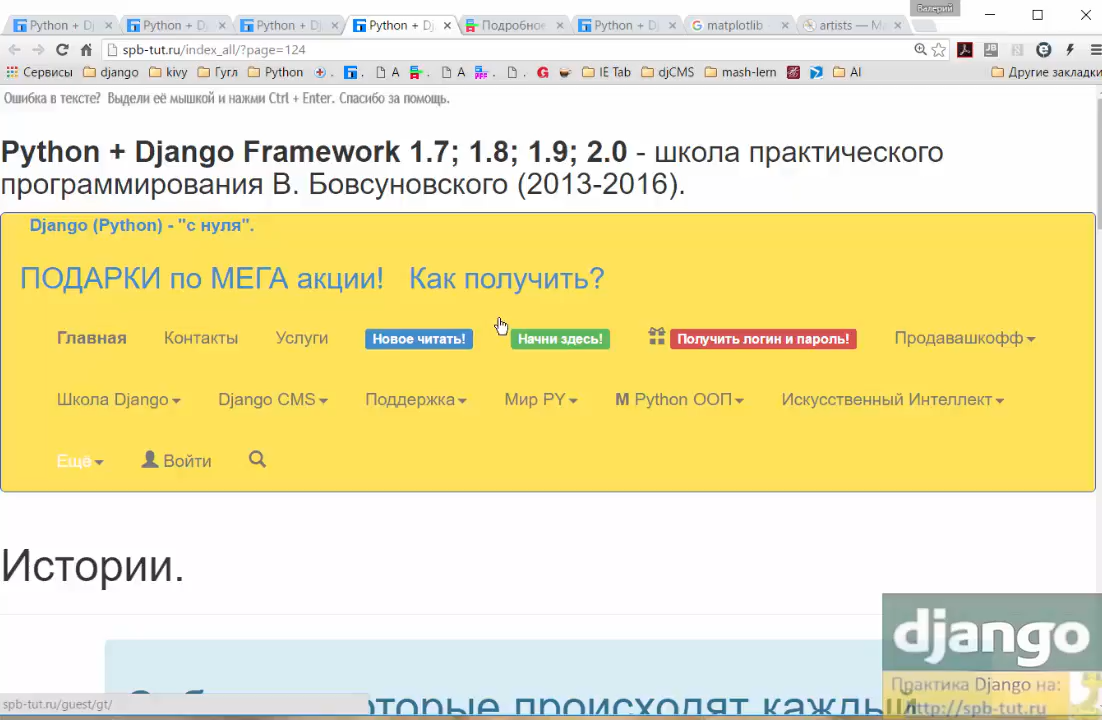 Валерий
Python + Dj
Python + Dj
Python + Dj
Python + Dj
Подробное
Python + Dj
matplotlib
artists — M
spb-tut.ru/index_all/?page=124
Сервисы django kivy Гугл Python A A IE Tab djCMS mash-lern AI Другие закладки
Ошибка в тексте? Выдели её мышкой и нажми Ctrl + Enter. Спасибо за помощь.
Python + Django Framework 1.7; 1.8; 1.9; 2.0 - школа практического
программирования В. Бовсуновского (2013-2016).
Django (Python) - "с нуля".
ПОДАРКИ по МЕГА акции! Как получить?
Главная Контакты Услуги Новое читать! Начни здесь! Получить логин и пароль! Продавашкофф
Школа Django Django CMS Поддержка Мир PY M Python ООП Искусственный Интеллект
Ещё Войти
Истории.
django
Практика Django на:
которые происходят каждый
spb-tut.ru/guest/gt/
http://spb-tut.ru